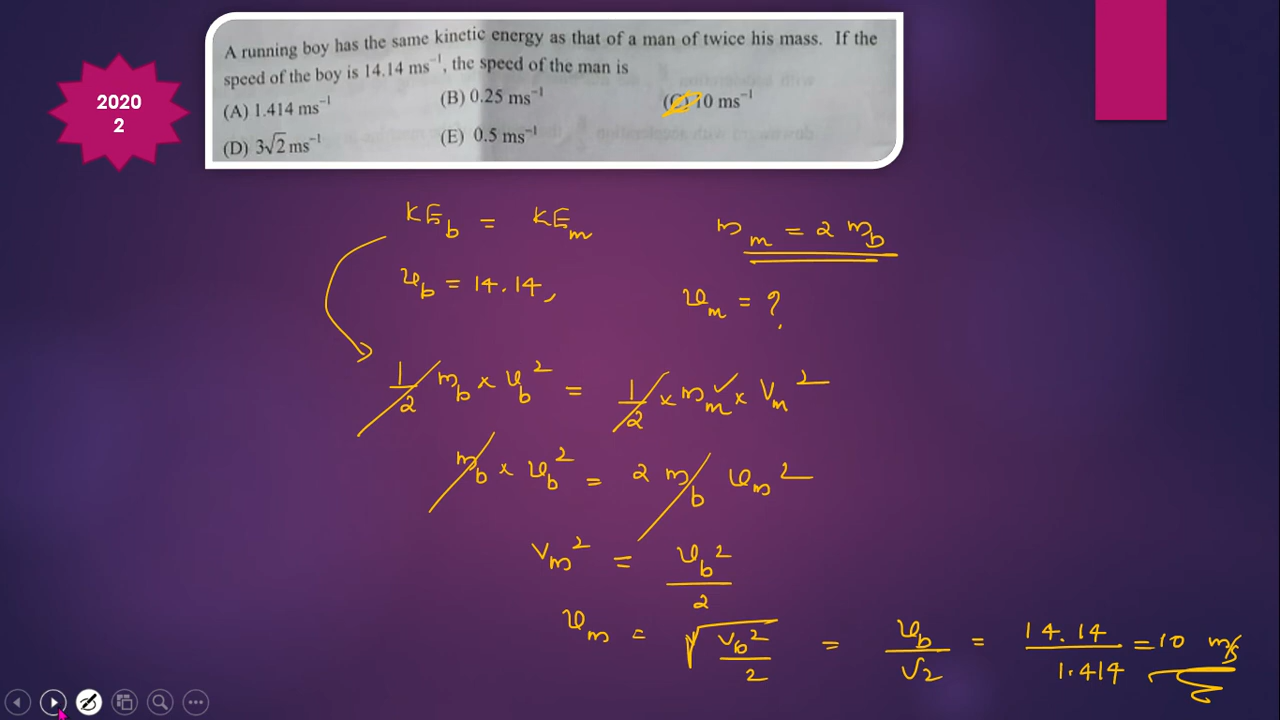 2020
2
A running boy has the same kinetic energy as that of a man of twice his mass. If the
speed of the boy is 14.14 ms⁻¹, the speed of the man is
(A) 1.414 ms⁻¹ (B) 0.25 ms⁻¹ (C) 10 ms⁻¹
(D) 3√2 ms⁻¹ (E) 0.5 ms⁻¹
KE_b = KE_m m_m = 2 m_b
v_b = 14.14, v_m = ?
1/2 m_b × v_b² = 1/2 × m_m × v_m²
m_b × v_b² = 2 m_b v_m²
v_m² = v_b²/2
v_m = √(v_b²/2) = v_b/√2 = 14.14/1.414 = 10 m/s